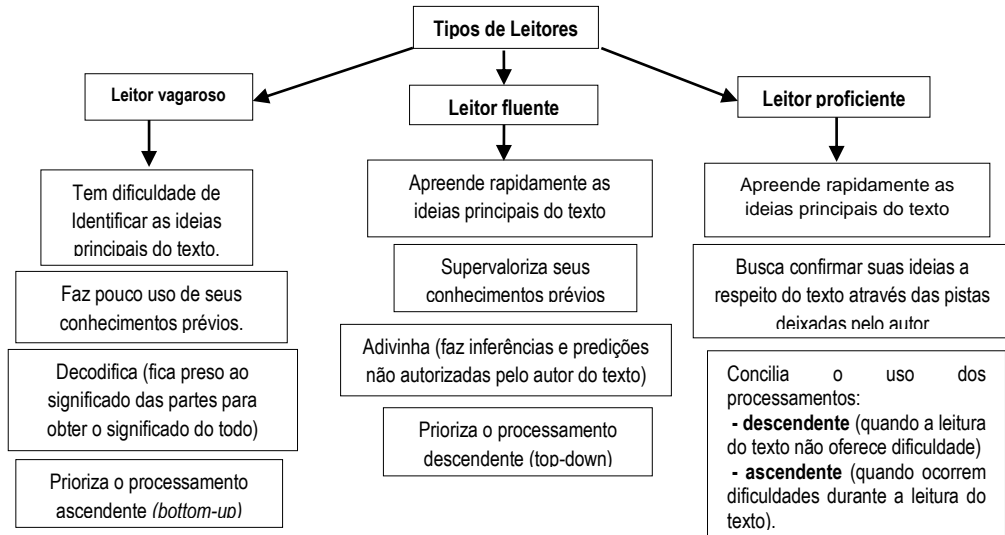 Tipos de Leitores
Leitor vagaroso
Tem dificuldade de
Identificar as ideias
principais do texto.
Faz pouco uso de seus
conhecimentos prévios.
Decodifica (fica preso ao
significado das partes para
obter o significado do todo)
Prioriza o processamento
ascendente (bottom-up)
Leitor fluente
Apreende rapidamente as
ideias principais do texto
Supervaloriza seus
conhecimentos prévios
Adivinha (faz inferências e predições
não autorizadas pelo autor do texto)
Prioriza o processamento
descendente (top-down)
Leitor proficiente
Apreende rapidamente as
ideias principais do texto
Busca confirmar suas ideias a
respeito do texto através das pistas
deixadas pelo autor
Concilia o uso dos
processamentos:
- descendente (quando a leitura
do texto não oferece dificuldade)
- ascendente (quando ocorrem
dificuldades durante a leitura do
texto).